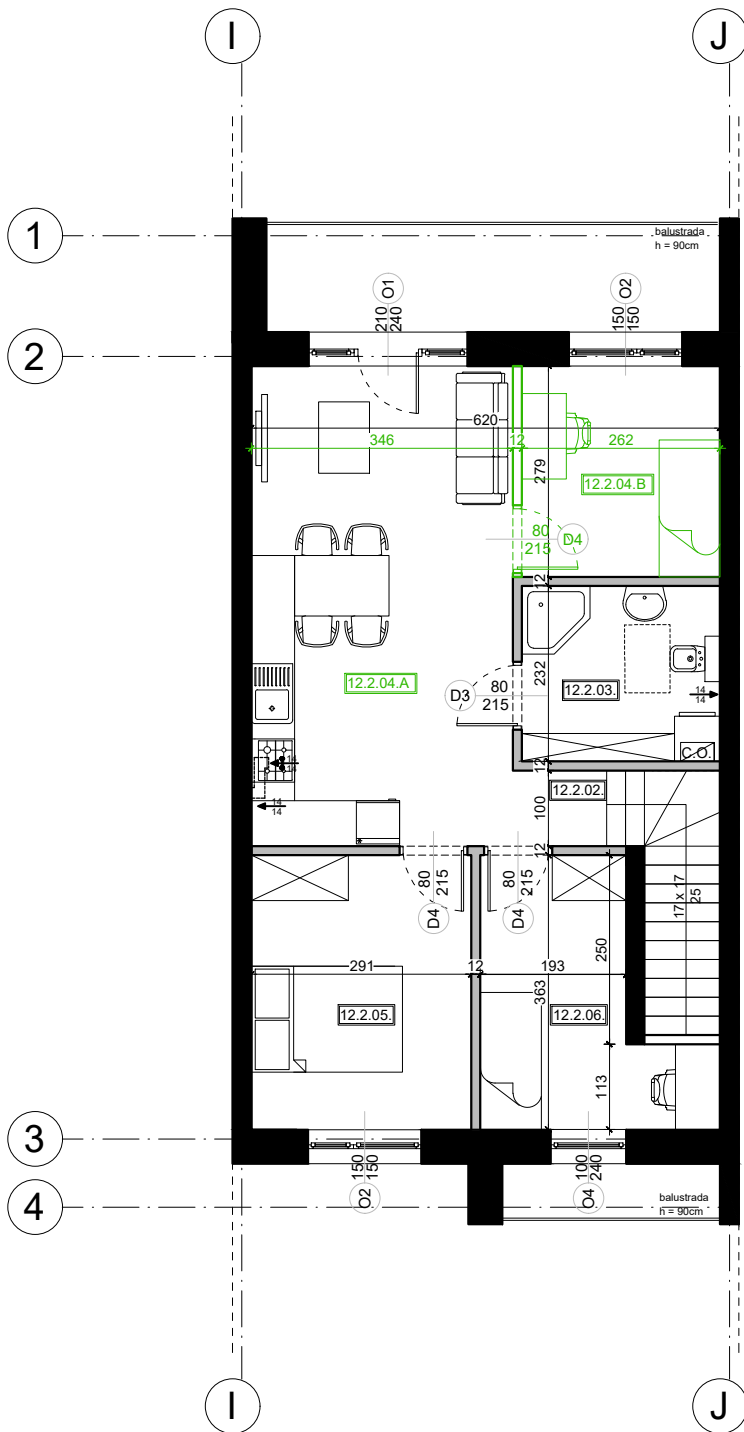 I
J
1
balustrada
h = 90cm
O1
210
240
O2
150
150
2
620
346
12
262
279
12.2.04.B
80
215
D4
12
232
12.2.04.A
D3
80
215
12.2.03.
14
14
C.O.
14
14
12
12.2.02.
14
14
100
12
80
215
D4
80
215
D4
17 x 17
25
250
291
12
193
363
12.2.05.
12.2.06.
113
3
150
150
O2
100
240
O4
balustrada
h = 90cm
4
I
J